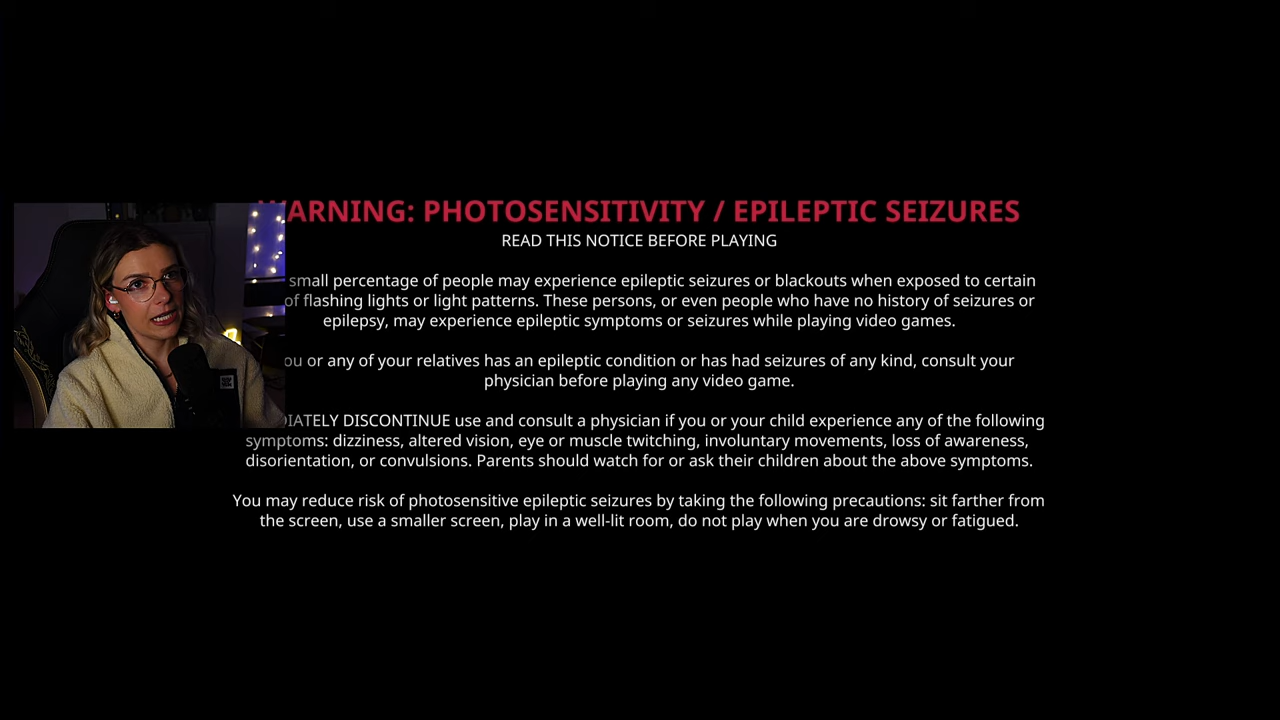 WARNING: PHOTOSENSITIVITY / EPILEPTIC SEIZURES
READ THIS NOTICE BEFORE PLAYING
small percentage of people may experience epileptic seizures or blackouts when exposed to certain
of flashing lights or light patterns. These persons, or even people who have no history of seizures or
epilepsy, may experience epileptic symptoms or seizures while playing video games.
ou or any of your relatives has an epileptic condition or has had seizures of any kind, consult your
physician before playing any video game.
DIATELY DISCONTINUE use and consult a physician if you or your child experience any of the following
symptoms: dizziness, altered vision, eye or muscle twitching, involuntary movements, loss of awareness,
disorientation, or convulsions. Parents should watch for or ask their children about the above symptoms.
You may reduce risk of photosensitive epileptic seizures by taking the following precautions: sit farther from
the screen, use a smaller screen, play in a well-lit room, do not play when you are drowsy or fatigued.